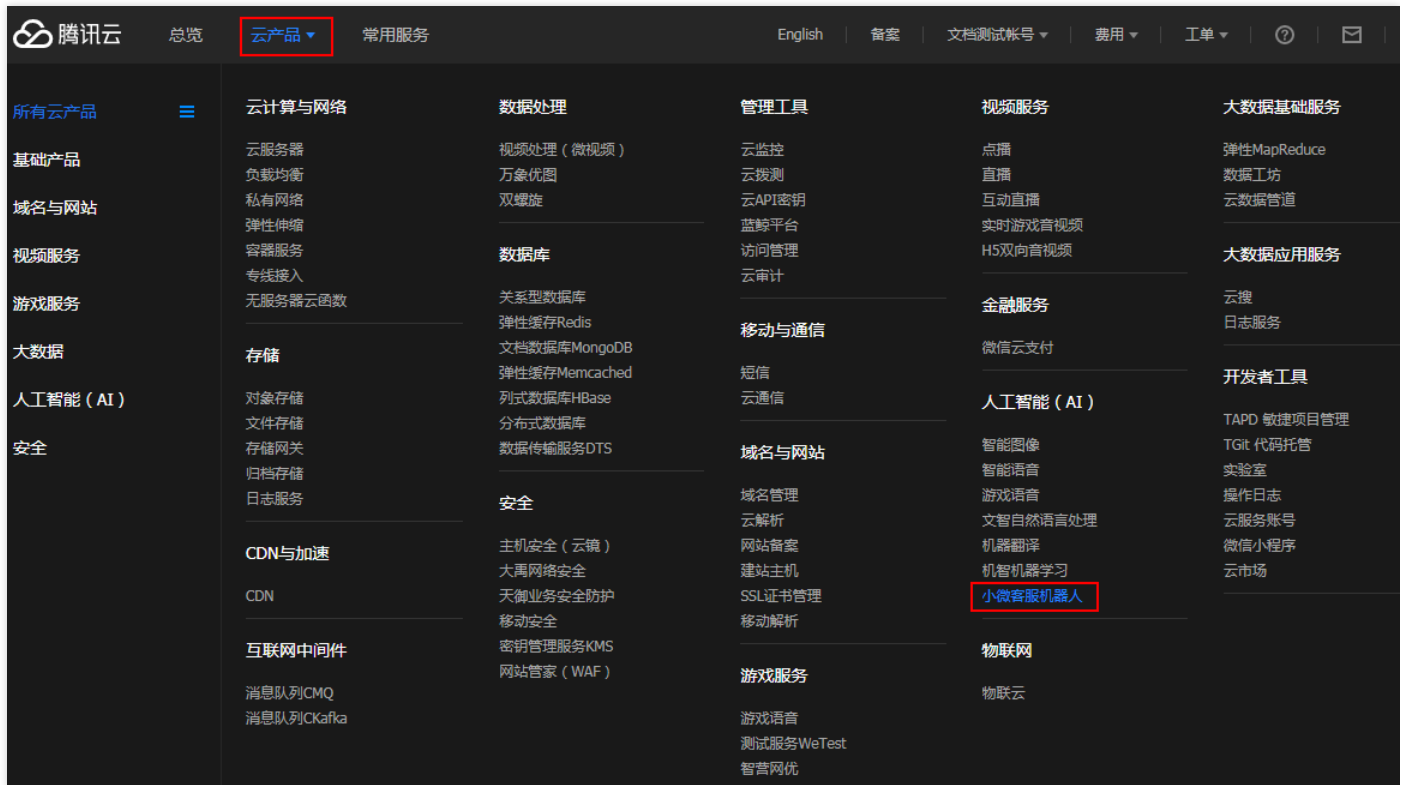 腾讯云 总览 云产品 常用服务 English 备案 文档测试帐号 费用 工单
所有云产品
基础产品
域名与网站
视频服务
游戏服务
大数据
人工智能（AI）
安全
云计算与网络
云服务器
负载均衡
私有网络
弹性伸缩
容器服务
专线接入
无服务器云函数
存储
对象存储
文件存储
存储网关
归档存储
日志服务
CDN与加速
CDN
互联网中间件
消息队列CMQ
消息队列CKafka
数据处理
视频处理（微视频）
万象优图
双螺旋
数据库
关系型数据库
弹性缓存Redis
文档数据库MongoDB
弹性缓存Memcached
列式数据库HBase
分布式数据库
数据传输服务DTS
安全
主机安全（云镜）
大禹网络安全
天御业务安全防护
移动安全
密钥管理服务KMS
网站管家（WAF）
管理工具
云监控
云拨测
云API密钥
蓝鲸平台
访问管理
云审计
移动与通信
短信
云通信
域名与网站
域名管理
云解析
网站备案
建站主机
SSL证书管理
移动解析
游戏服务
游戏语音
测试服务WeTest
智营网优
视频服务
点播
直播
互动直播
实时游戏音视频
H5双向音视频
金融服务
微信云支付
人工智能（AI）
智能图像
智能语音
游戏语音
文智自然语言处理
机器翻译
机智机器学习
小微客服机器人
物联网
物联云
大数据基础服务
弹性MapReduce
数据工坊
云数据管道
大数据应用服务
云搜
日志服务
开发者工具
TAPD 敏捷项目管理
TGit 代码托管
实验室
操作日志
云服务账号
微信小程序
云市场